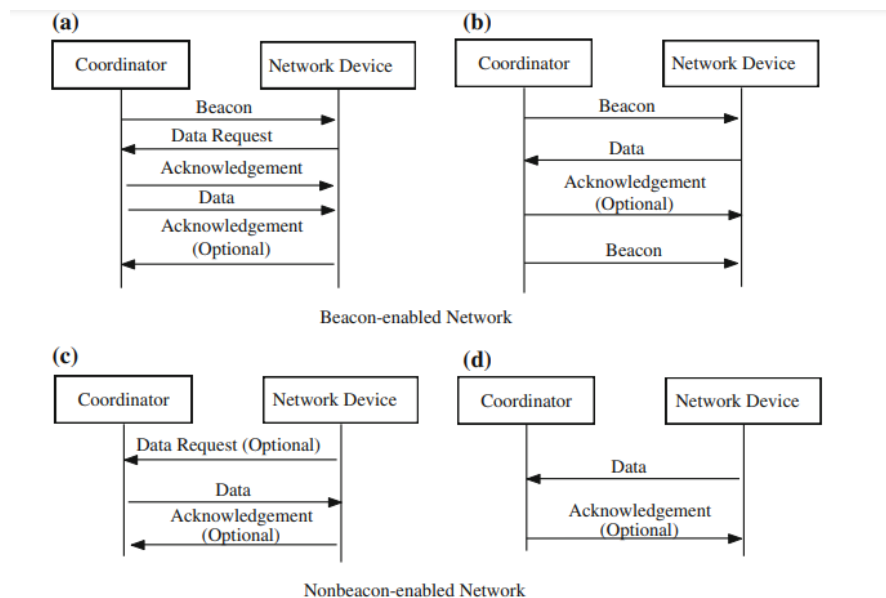 (a)
Coordinator
Network Device
Beacon
Data Request
Acknowledgement
Data
Acknowledgement
(Optional)
(b)
Coordinator
Network Device
Beacon
Data
Acknowledgement
(Optional)
Beacon
Beacon-enabled Network
(c)
Coordinator
Network Device
Data Request (Optional)
Data
Acknowledgement
(Optional)
(d)
Coordinator
Network Device
Data
Acknowledgement
(Optional)
Nonbeacon-enabled Network